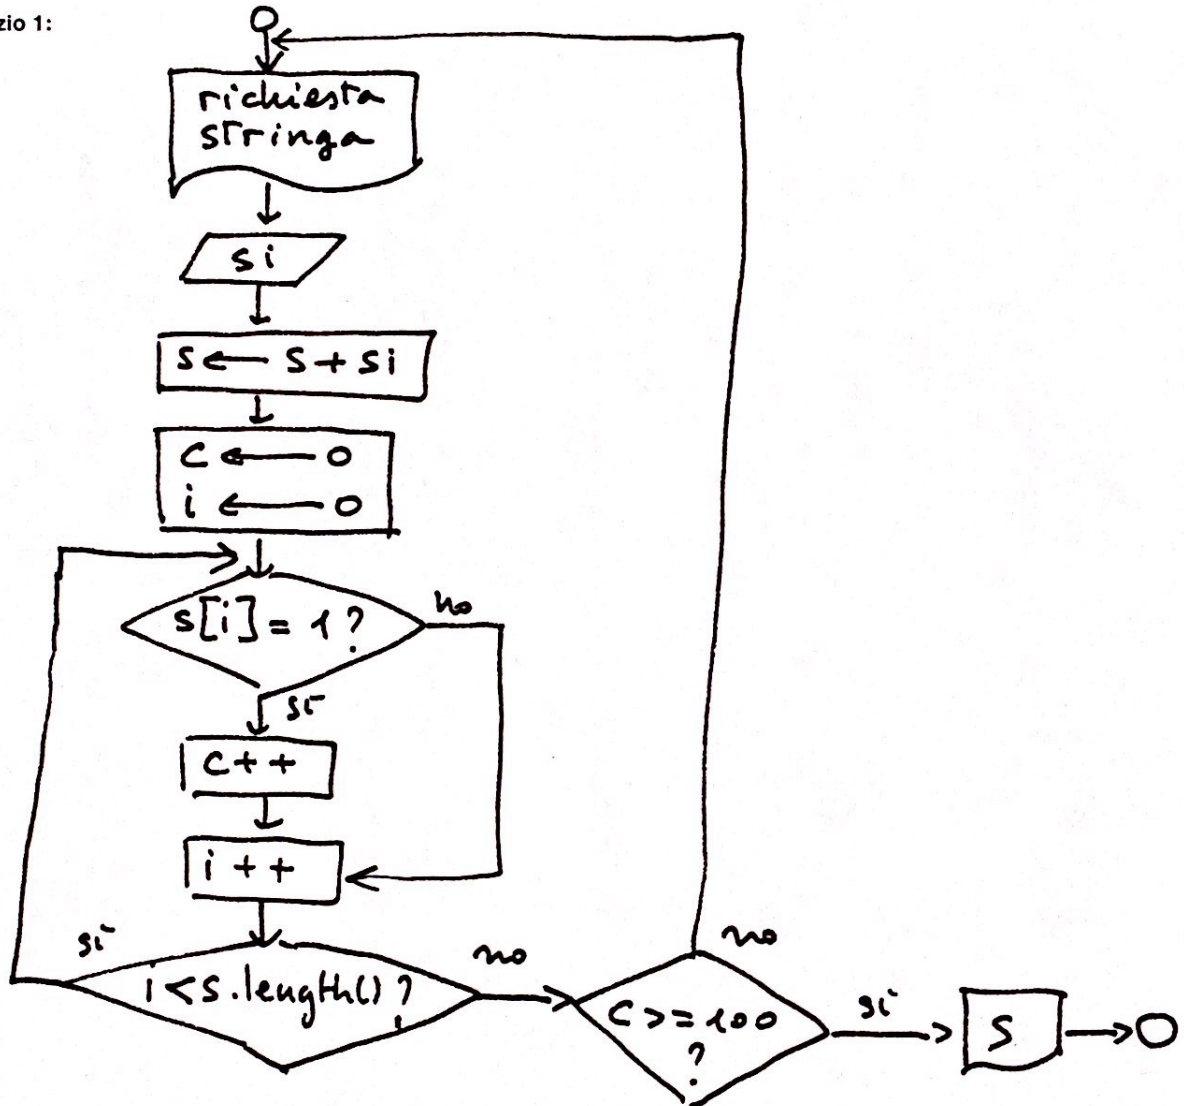 zio 1:
richiesta
stringa
si
s ← s + si
c ← 0
i ← 0
s[i] = 1 ?
no
sì
c++
i++
sì
i < s.length() ?
no
no
c >= 100
?
sì
S